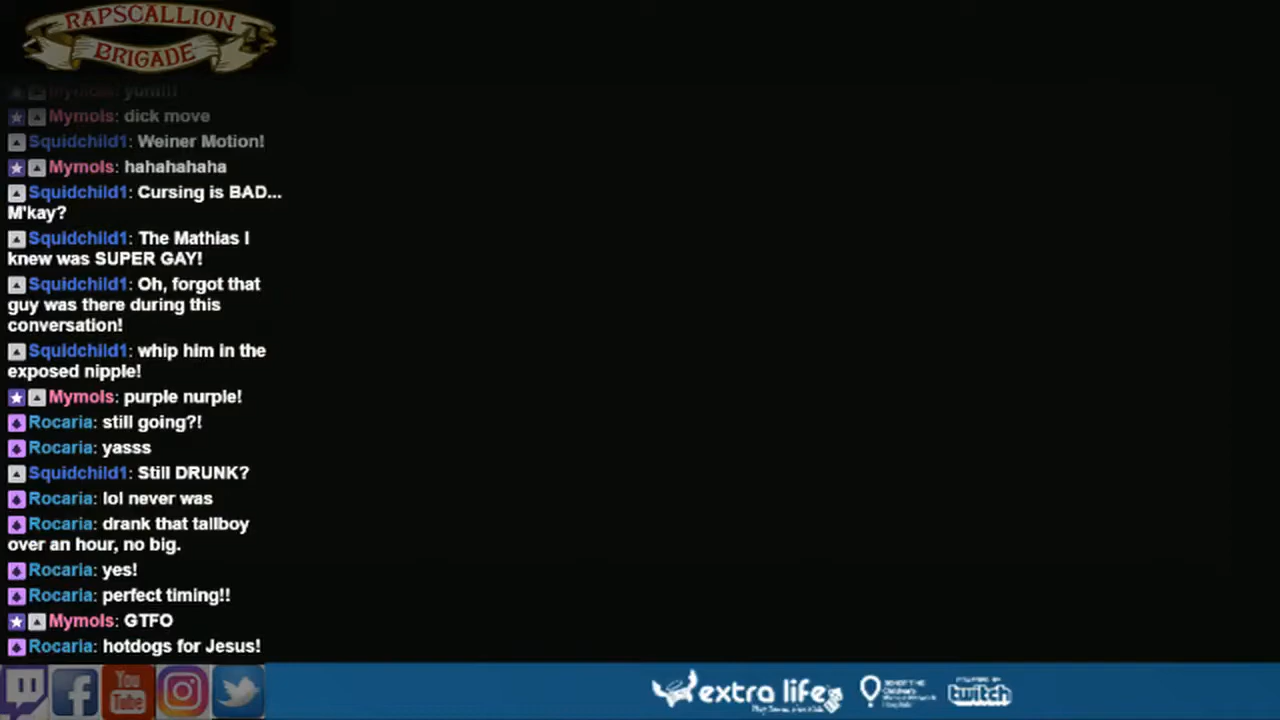 RAPSCALLION
BRIGADE
Mymols: dick move
Squidchild1: Weiner Motion!
Mymols: hahahahaha
Squidchild1: Cursing is BAD...
M'kay?
Squidchild1: The Mathias I
knew was SUPER GAY!
Squidchild1: Oh, forgot that
guy was there during this
conversation!
Squidchild1: whip him in the
exposed nipple!
Mymols: purple nurple!
Rocaria: still going?!
Rocaria: yasss
Squidchild1: Still DRUNK?
Rocaria: lol never was
Rocaria: drank that tallboy
over an hour, no big.
Rocaria: yes!
Rocaria: perfect timing!!
Mymols: GTFO
Rocaria: hotdogs for Jesus!
You
Tube
extra life
twitch